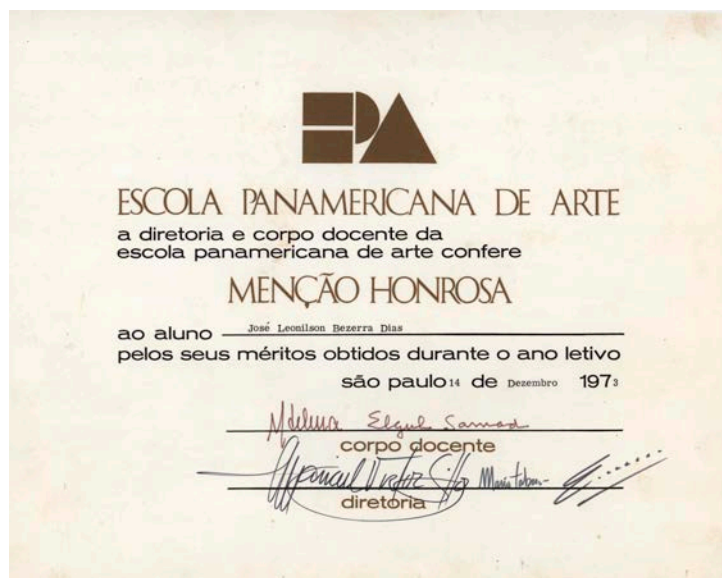 EPA
ESCOLA PANAMERICANA DE ARTE
a diretoria e corpo docente da
escola panamericana de arte confere
MENÇÃO HONROSA
ao aluno José Leonilson Bezerra Dias
pelos seus méritos obtidos durante o ano letivo
são paulo 14 de Dezembro 1973
corpo docente
diretoria